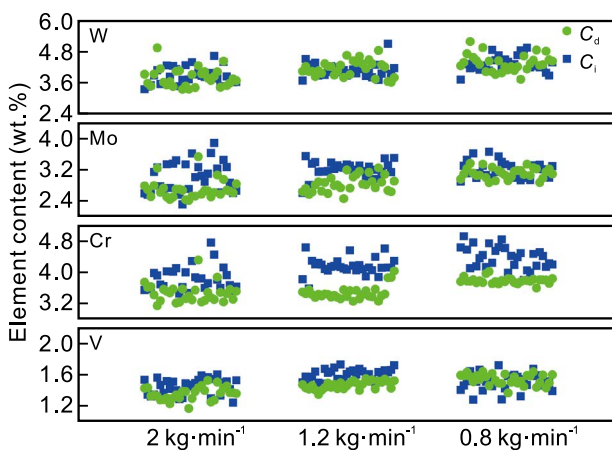 Element content (wt.%)
W
6.0
4.8
3.6
2.4
C_d
C_i
Mo
4.0
3.2
2.4
Cr
4.8
4.0
3.2
V
2.0
1.6
1.2
2 kg·min⁻¹ 1.2 kg·min⁻¹ 0.8 kg·min⁻¹